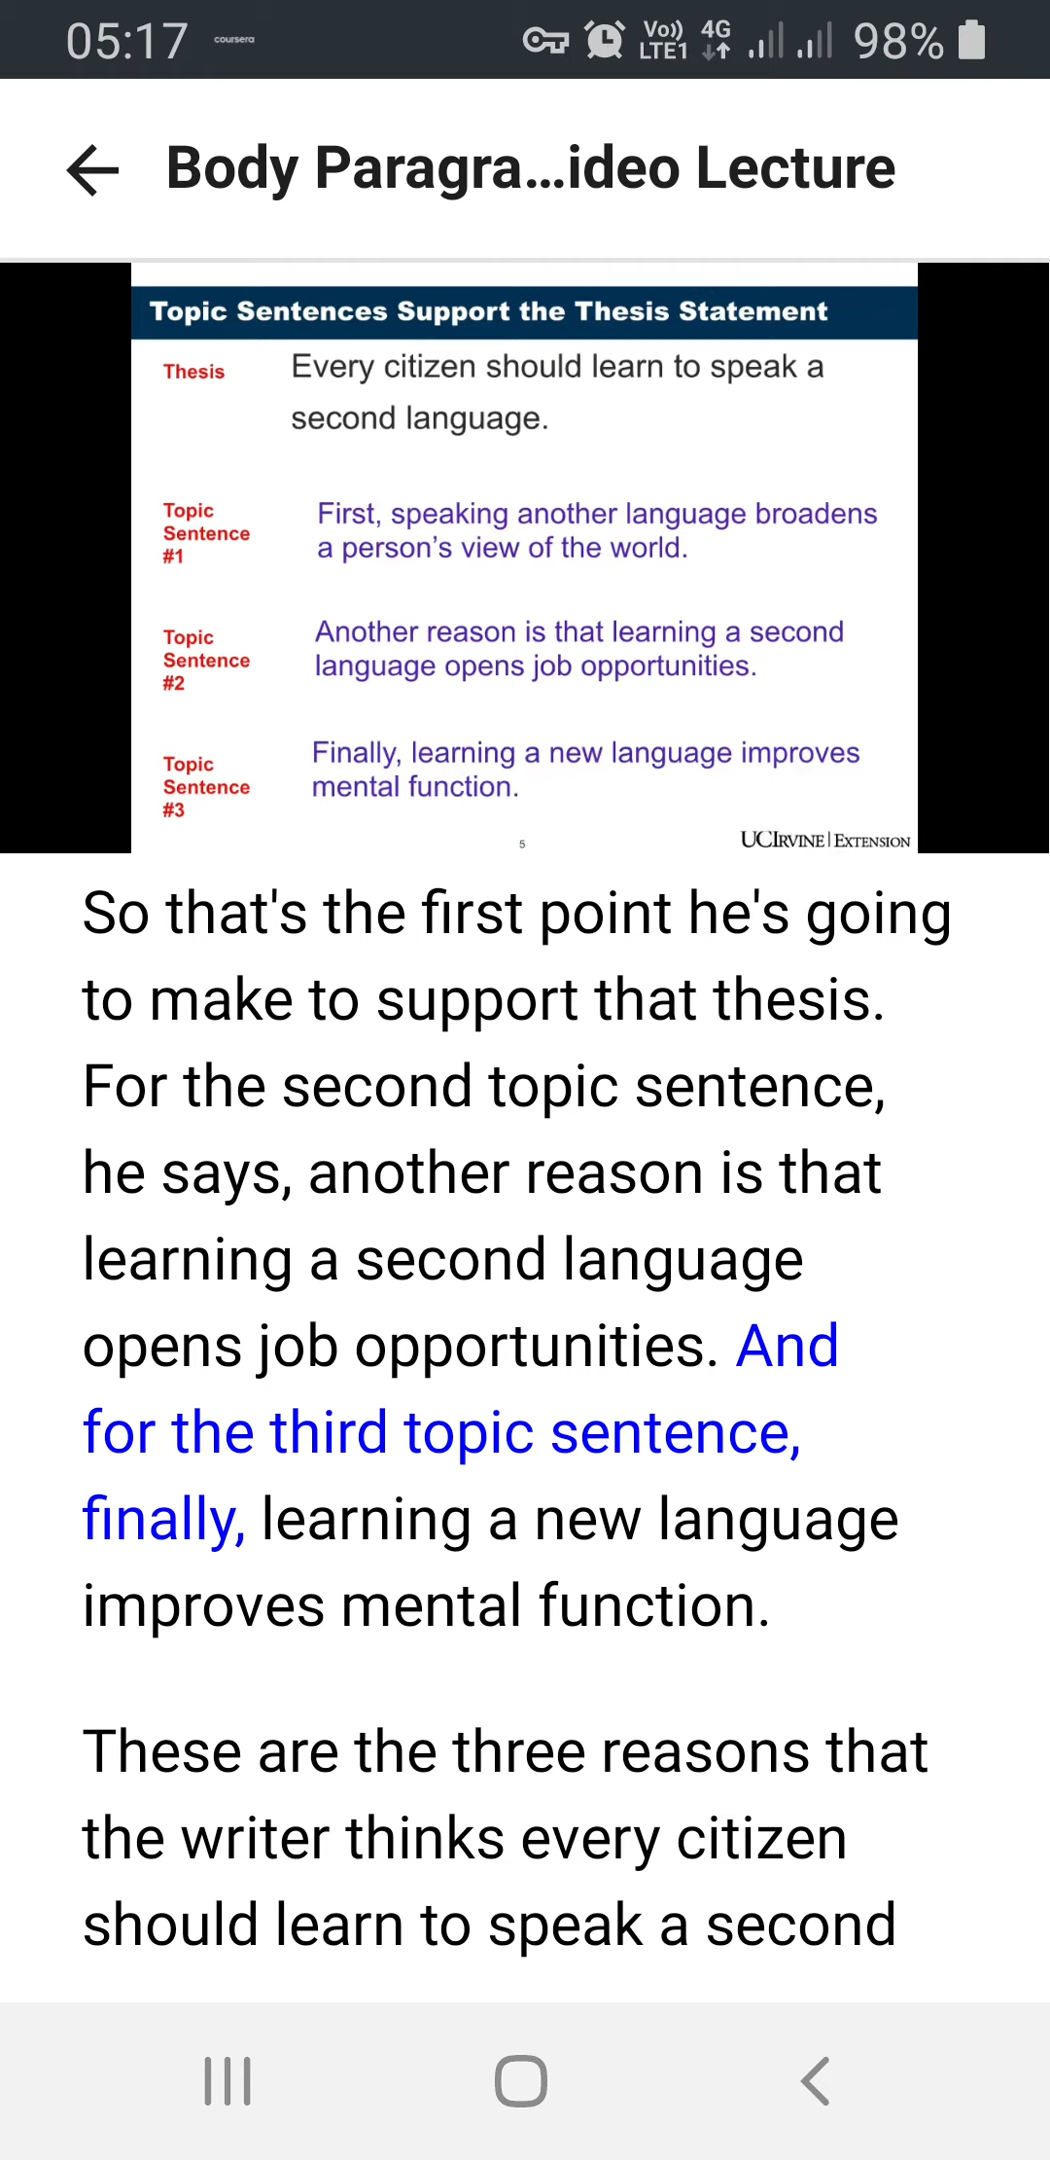 05:17 coursera Vo)) LTE1 4G 98%
Body Paragra...ideo Lecture
Topic Sentences Support the Thesis Statement
Thesis Every citizen should learn to speak a
second language.
Topic
Sentence
#1
First, speaking another language broadens
a person's view of the world.
Topic
Sentence
#2
Another reason is that learning a second
language opens job opportunities.
Topic
Sentence
#3
Finally, learning a new language improves
mental function.
5 UCIRVINE | EXTENSION
So that's the first point he's going
to make to support that thesis.
For the second topic sentence,
he says, another reason is that
learning a second language
opens job opportunities. And
for the third topic sentence,
finally, learning a new language
improves mental function.
These are the three reasons that
the writer thinks every citizen
should learn to speak a second